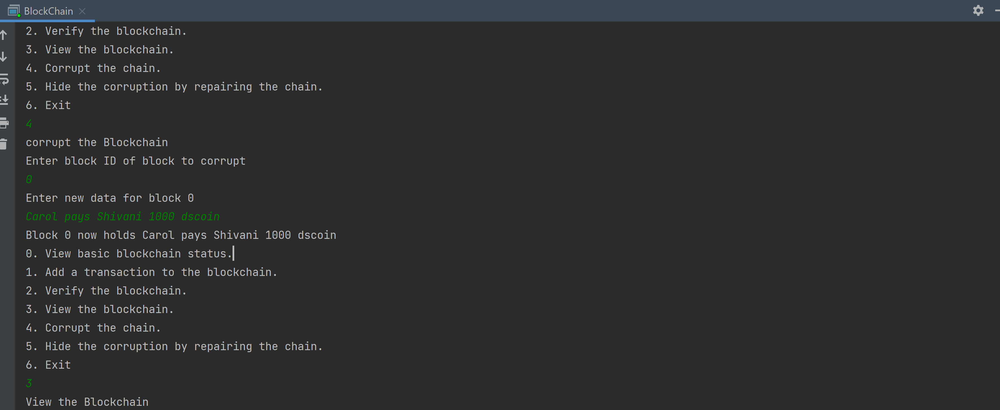 BlockChain
2. Verify the blockchain.
3. View the blockchain.
4. Corrupt the chain.
5. Hide the corruption by repairing the chain.
6. Exit
4
corrupt the Blockchain
Enter block ID of block to corrupt
0
Enter new data for block 0
Carol pays Shivani 1000 dscoin
Block 0 now holds Carol pays Shivani 1000 dscoin
0. View basic blockchain status.
1. Add a transaction to the blockchain.
2. Verify the blockchain.
3. View the blockchain.
4. Corrupt the chain.
5. Hide the corruption by repairing the chain.
6. Exit
3
View the Blockchain